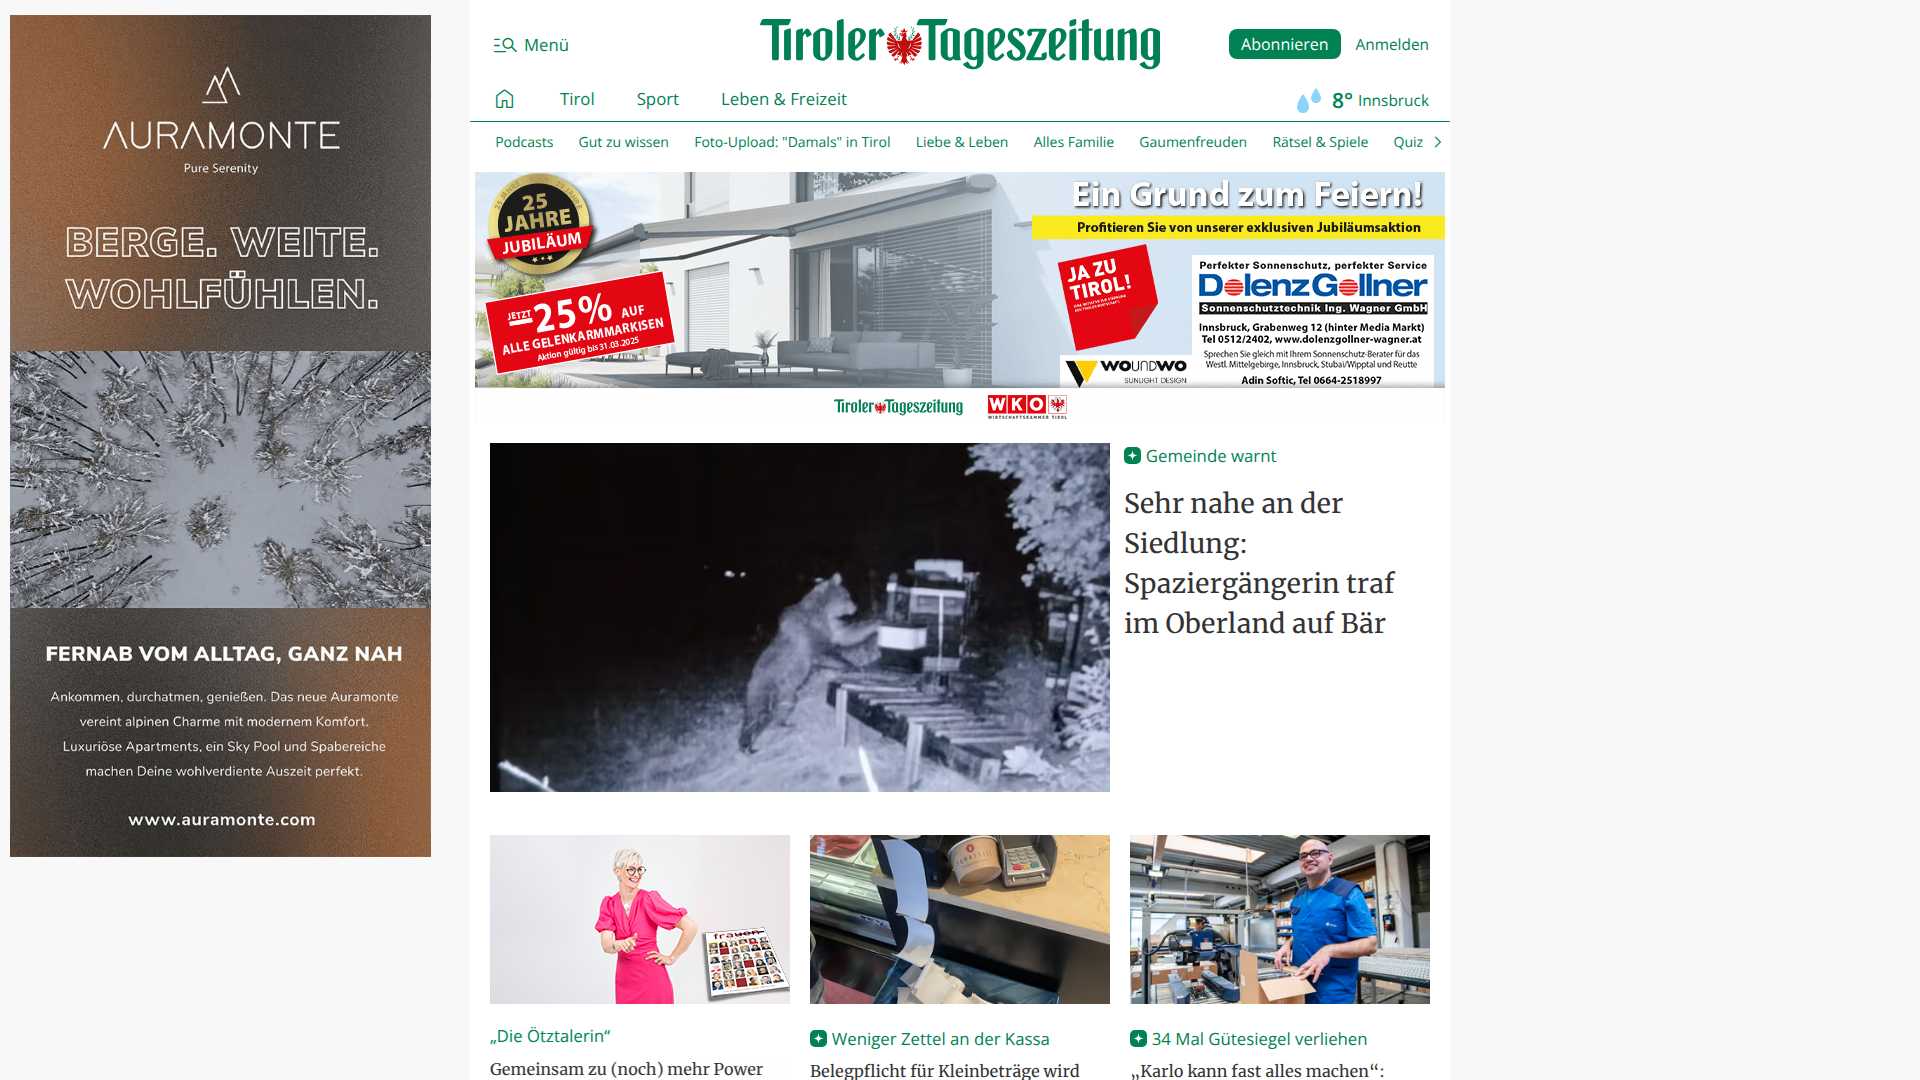 AURAMONTE
Pure Serenity
BERGE. WEITE.
WOHLFÜHLEN.
FERNAB VOM ALLTAG, GANZ NAH
Ankommen, durchatmen, genießen. Das neue Auramonte
vereint alpinen Charme mit modernem Komfort.
Luxuriöse Apartments, ein Sky Pool und Spabereiche
machen Deine wohlverdiente Auszeit perfekt.
www.auramonte.com
Menü
Tiroler Tageszeitung
Abonnieren
Anmelden
Tirol
Sport
Leben & Freizeit
8° Innsbruck
Podcasts
Gut zu wissen
Foto-Upload: "Damals" in Tirol
Liebe & Leben
Alles Familie
Gaumenfreuden
Rätsel & Spiele
Quiz
25
JAHRE
JUBILÄUM
JETZT
-25% AUF
ALLE GELENKARMMARKISEN
Aktion gültig bis 31.03.2025
Ein Grund zum Feiern!
Profitieren Sie von unserer exklusiven Jubiläumsaktion
JA ZU
TIROL!
WOUNDWO
SUNLIGHT DESIGN
Perfekter Sonnenschutz, perfekter Service
Dolenz Gollner
Sonnenschutztechnik Ing. Wagner GmbH
Innsbruck, Grabenweg 12 (hinter Media Markt)
Tel 0512/2402, www.dolenzgollner-wagner.at
Sprechen Sie gleich mit Ihrem Sonnenschutz-Berater für das
Westl. Mittelgebirge, Innsbruck, Stubai/Wipptal und Reutte
Adin Softic, Tel 0664-2518997
Tiroler Tageszeitung
WKO
WIRTSCHAFTSKAMMER TIROL
Gemeinde warnt
Sehr nahe an der
Siedlung:
Spaziergängerin traf
im Oberland auf Bär
frauen
„Die Ötztalerin“
Gemeinsam zu (noch) mehr Power
Weniger Zettel an der Kassa
Belegpflicht für Kleinbeträge wird
34 Mal Gütesiegel verliehen
„Karlo kann fast alles machen“: